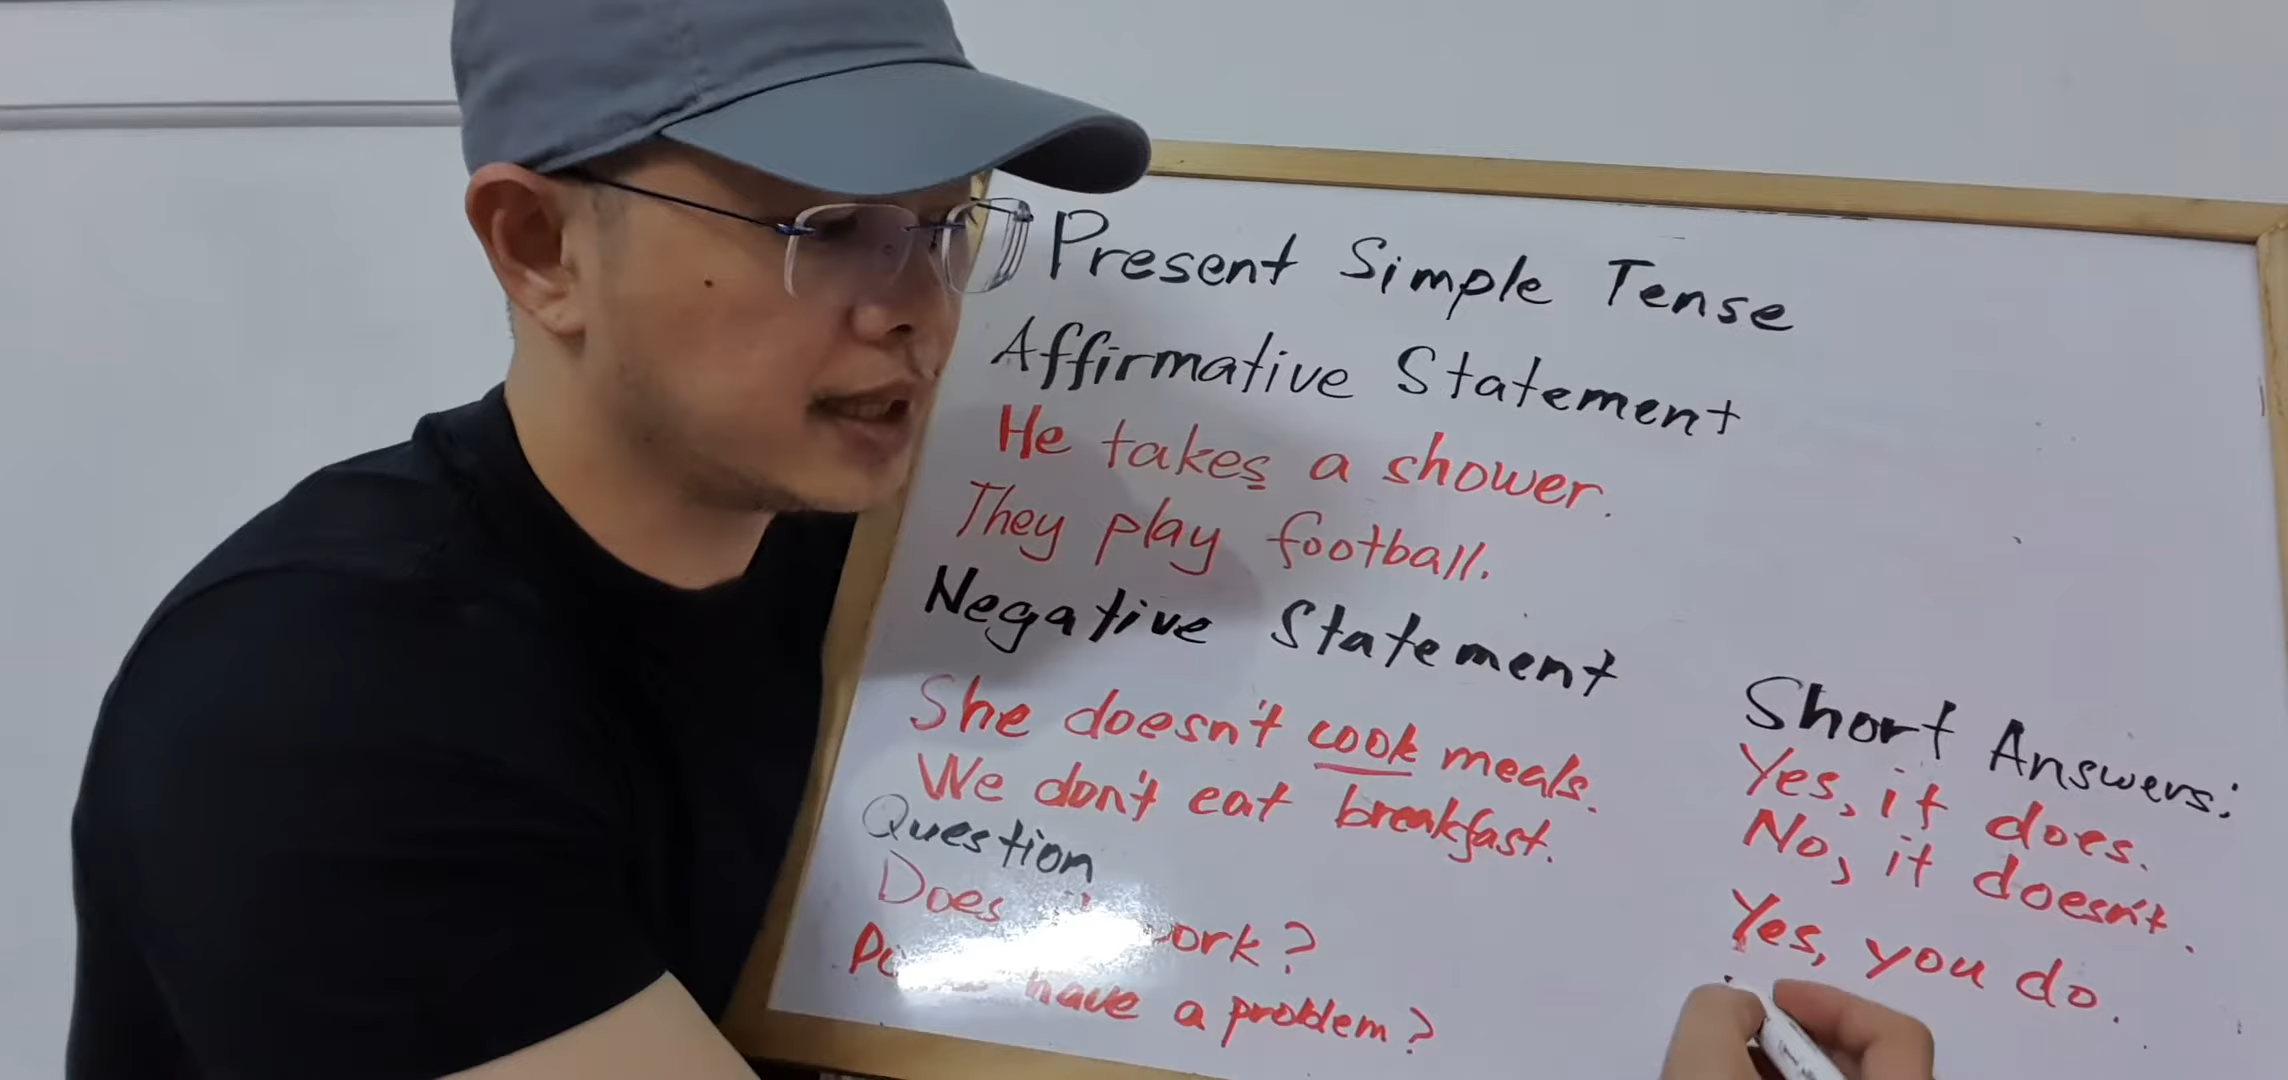 Present Simple Tense
Affirmative Statement
He takes a shower.
They play football.
Negative Statement
She doesn't cook meals.
We don't eat breakfast.
Question
Does
have a problem?
Short Answers:
Yes, it does.
No, it doesn't.
Yes, you do.